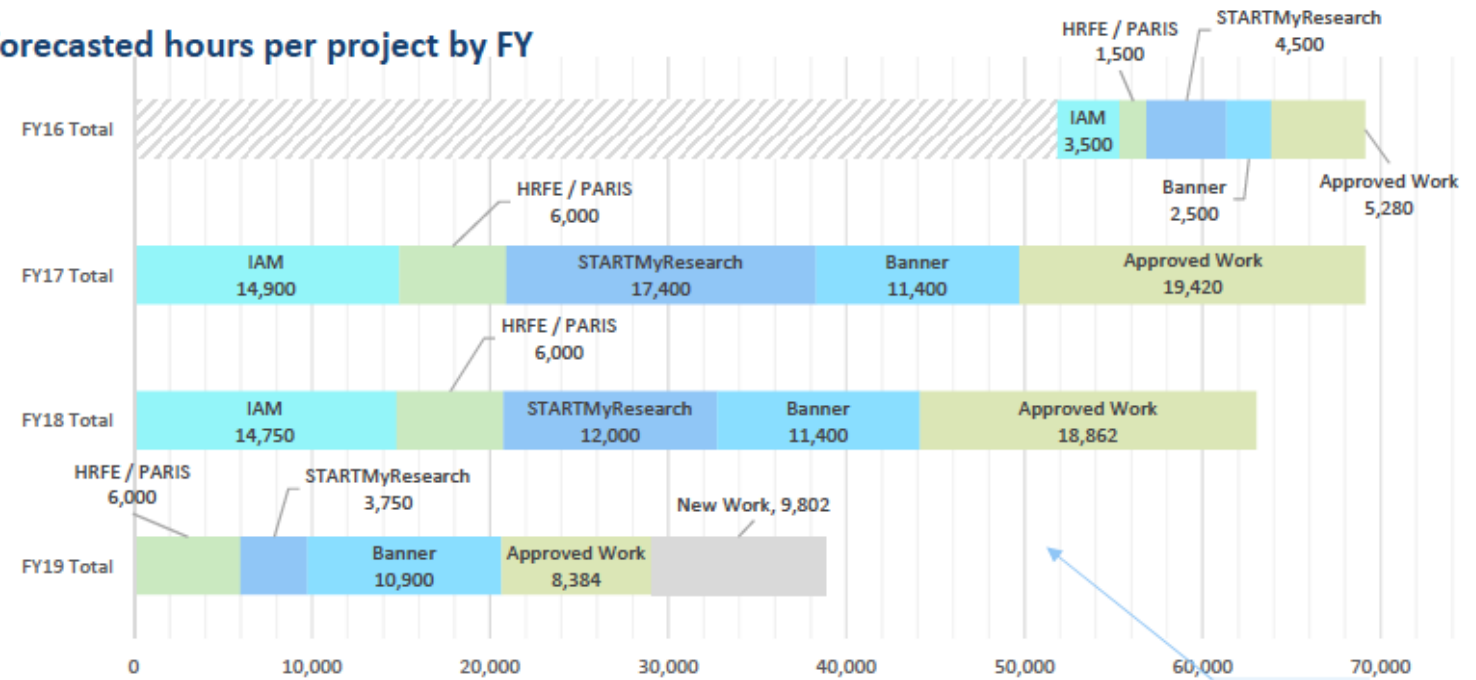 orecasted hours per project by FY
HRFE / PARIS
1,500
STARTMyResearch
4,500
FY16 Total
IAM
3,500
Banner
2,500
Approved Work
5,280
HRFE / PARIS
6,000
FY17 Total
IAM
14,900
STARTMyResearch
17,400
Banner
11,400
Approved Work
19,420
HRFE / PARIS
6,000
FY18 Total
IAM
14,750
STARTMyResearch
12,000
Banner
11,400
Approved Work
18,862
HRFE / PARIS
6,000
STARTMyResearch
3,750
New Work, 9,802
FY19 Total
Banner
10,900
Approved Work
8,384
0 10,000 20,000 30,000 40,000 50,000 60,000 70,000